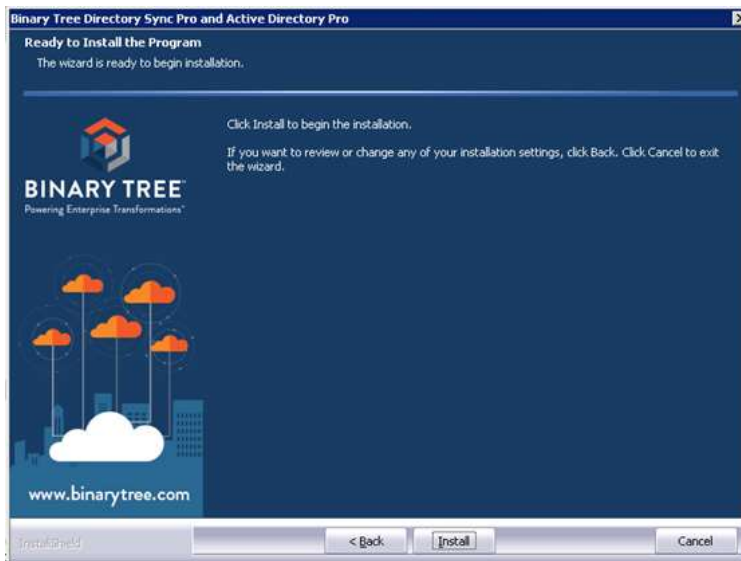 Binary Tree Directory Sync Pro and Active Directory Pro
Ready to Install the Program
The wizard is ready to begin installation.
Click Install to begin the installation.
If you want to review or change any of your installation settings, click Back. Click Cancel to exit
the wizard.
BINARY TREE
Powering Enterprise Transformations
www.binarytree.com
InstallShield
< Back
Install
Cancel